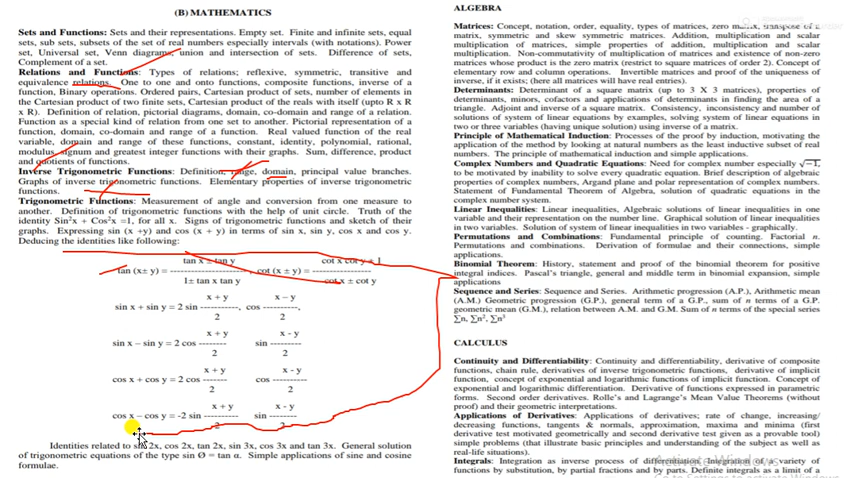 (B) MATHEMATICS
Sets and Functions: Sets and their representations. Empty set. Finite and infinite sets, equal
sets, sub sets, subsets of the set of real numbers especially intervals (with notations). Power
set, Universal set, Venn diagrams, union and intersection of sets. Difference of sets,
Complement of a set.
Relations and Functions: Types of relations; reflexive, symmetric, transitive and
equivalence relations. One to one and onto functions, composite functions, inverse of a
function, Binary operations. Ordered pairs, Cartesian product of sets, number of elements in
the Cartesian product of two finite sets, Cartesian product of the reals with itself (upto R x R
x R). Definition of relation, pictorial diagrams, domain, co-domain and range of a relation.
Function as a special kind of relation from one set to another. Pictorial representation of a
function, domain, co-domain and range of a function. Real valued function of the real
variable, domain and range of these functions, constant, identity, polynomial, rational,
modulus, signum and greatest integer functions with their graphs. Sum, difference, product
and quotients of functions.
Inverse Trigonometric Functions: Definition, range, domain, principal value branches.
Graphs of inverse trigonometric functions. Elementary properties of inverse trigonometric
functions.
Trigonometric Functions: Measurement of angle and conversion from one measure to
another. Definition of trigonometric functions with the help of unit circle. Truth of the
identity Sin²x + Cos²x =1, for all x. Signs of trigonometric functions and sketch of their
graphs. Expressing sin (x +y) and cos (x + y) in terms of sin x, sin y, cos x and cos y.
Deducing the identities like following:
tan x ± tan y cot x cot y ∓ 1
tan (x± y) = -------------------, cot (x ± y) = ---------------
1± tan x tan y cot x ± cot y
x + y x – y
sin x + sin y = 2 sin --------, cos --------,
2 2
x + y x - y
sin x – sin y = 2 cos -------- sin --------
2 2
x + y x - y
cos x + cos y = 2 cos -------- cos --------
2 2
x + y x - y
cos x – cos y = -2 sin -------- sin --------
2 2
Identities related to sin 2x, cos 2x, tan 2x, sin 3x, cos 3x and tan 3x. General solution
of trigonometric equations of the type sin Ø = tan α. Simple applications of sine and cosine
formulae.
ALGEBRA
Matrices: Concept, notation, order, equality, types of matrices, zero matrix, transpose of a
matrix, symmetric and skew symmetric matrices. Addition, multiplication and scalar
multiplication of matrices, simple properties of addition, multiplication and scalar
multiplication. Non-commutativity of multiplication of matrices and existence of non-zero
matrices whose product is the zero matrix (restrict to square matrices of order 2). Concept of
elementary row and column operations. Invertible matrices and proof of the uniqueness of
inverse, if it exists; (here all matrices will have real entries).
Determinants: Determinant of a square matrix (up to 3 X 3 matrices), properties of
determinants, minors, cofactors and applications of determinants in finding the area of a
triangle. Adjoint and inverse of a square matrix. Consistency, inconsistency and number of
solutions of system of linear equations by examples, solving system of linear equations in
two or three variables (having unique solution) using inverse of a matrix.
Principle of Mathematical Induction: Processes of the proof by induction, motivating the
application of the method by looking at natural numbers as the least inductive subset of real
numbers. The principle of mathematical induction and simple applications.
Complex Numbers and Quadratic Equations: Need for complex number especially √−1,
to be motivated by inability to solve every quadratic equation. Brief description of algebraic
properties of complex numbers, Argand plane and polar representation of complex numbers.
Statement of Fundamental Theorem of Algebra, solution of quadratic equations in the
complex number system.
Linear Inequalities: Linear inequalities, Algebraic solutions of linear inequalities in one
variable and their representation on the number line. Graphical solution of linear inequalities
in two variables. Solution of system of linear inequalities in two variables - graphically.
Permutations and Combinations: Fundamental principle of counting. Factorial n.
Permutations and combinations. Derivation of formulae and their connections, simple
applications.
Binomial Theorem: History, statement and proof of the binomial theorem for positive
integral indices. Pascal's triangle, general and middle term in binomial expansion, simple
applications
Sequence and Series: Sequence and Series. Arithmetic progression (A.P.), Arithmetic mean
(A.M.) Geometric progression (G.P.), general term of a G.P., sum of n terms of a G.P.
geometric mean (G.M.), relation between A.M. and G.M. Sum of n terms of the special series
∑n, ∑n², ∑n³
CALCULUS
Continuity and Differentiability: Continuity and differentiability, derivative of composite
functions, chain rule, derivatives of inverse trigonometric functions, derivative of implicit
function, concept of exponential and logarithmic functions of implicit function. Concept of
exponential and logarithmic differentiation. Derivative of functions expressed in parametric
forms. Second order derivatives. Rolle's and Lagrange's Mean Value Theorems (without
proof) and their geometric interpretations.
Applications of Derivatives: Applications of derivatives; rate of change, increasing/
decreasing functions, tangents & normals, approximation, maxima and minima (first
derivative test motivated geometrically and second derivative test given as a provable tool)
simple problems (that illustrate basic principles and understanding of the subject as well as
real-life situations).
Integrals: Integration as inverse process of differentiation, Integration of a variety of
functions by substitution, by partial fractions and by parts. Definite integrals as a limit of a
Activate Windows